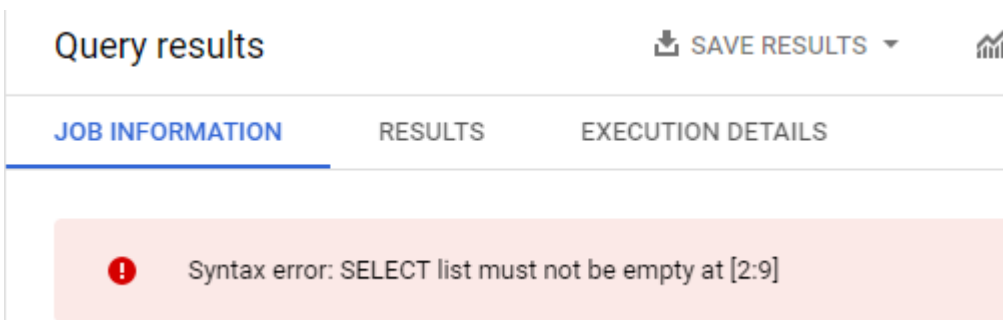 Query results
SAVE RESULTS
JOB INFORMATION RESULTS EXECUTION DETAILS
Syntax error: SELECT list must not be empty at [2:9]